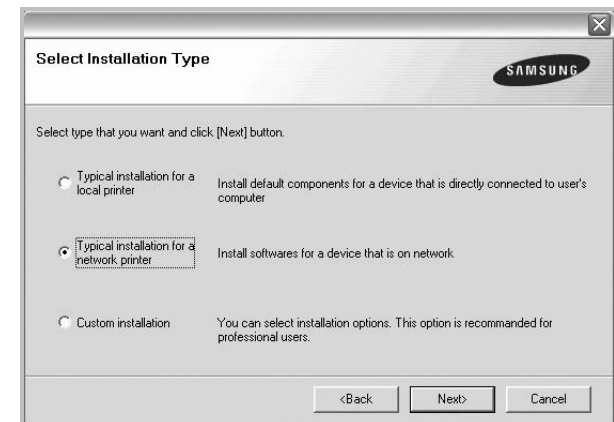 Select Installation Type
SAMSUNG
Select type that you want and click [Next] button.
Typical installation for a
local printer
Install default components for a device that is directly connected to user's
computer
Typical installation for a
network printer
Install softwares for a device that is on network
Custom installation
You can select installation options. This option is recommanded for
professional users.
<Back
Next>
Cancel